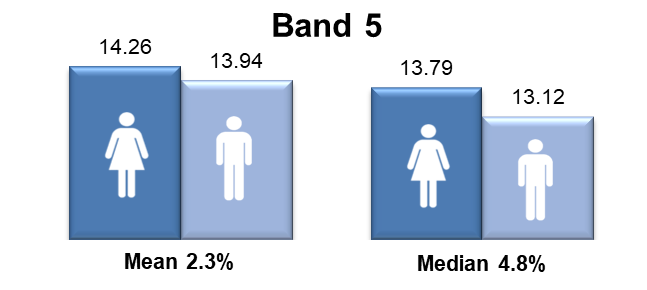 Band 5
14.26
13.94
13.79
13.12
Mean 2.3%
Median 4.8%